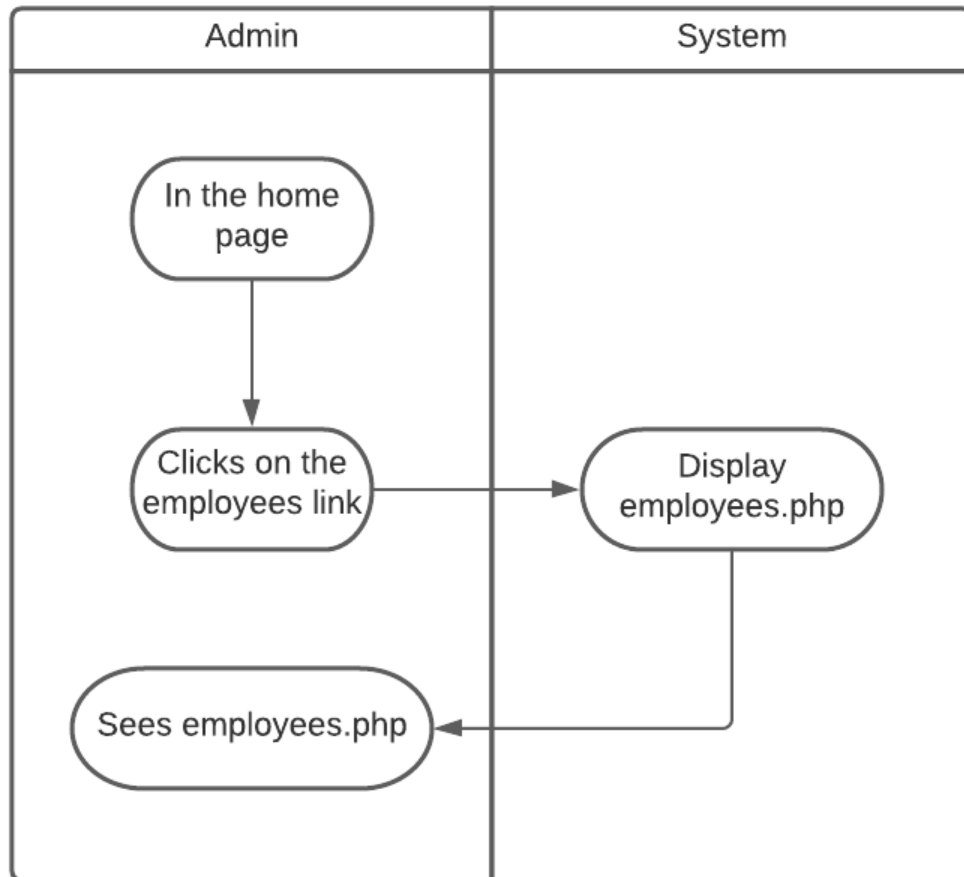 Admin
System
In the home
page
Clicks on the
employees link
Display
employees.php
Sees employees.php